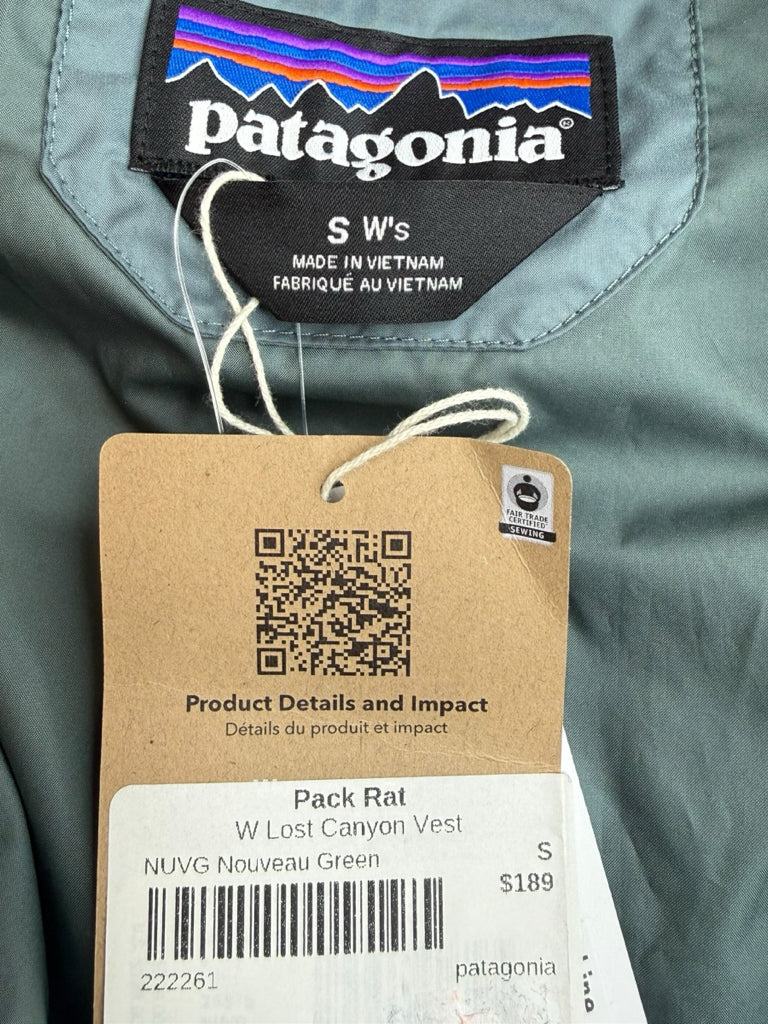 patagonia®
S W's
MADE IN VIETNAM
FABRIQUÉ AU VIETNAM
FAIR TRADE
CERTIFIED
SEWING
Product Details and Impact
Détails du produit et impact
Pack Rat
W Lost Canyon Vest
NUVG Nouveau Green
S
$189
222261
patagonia